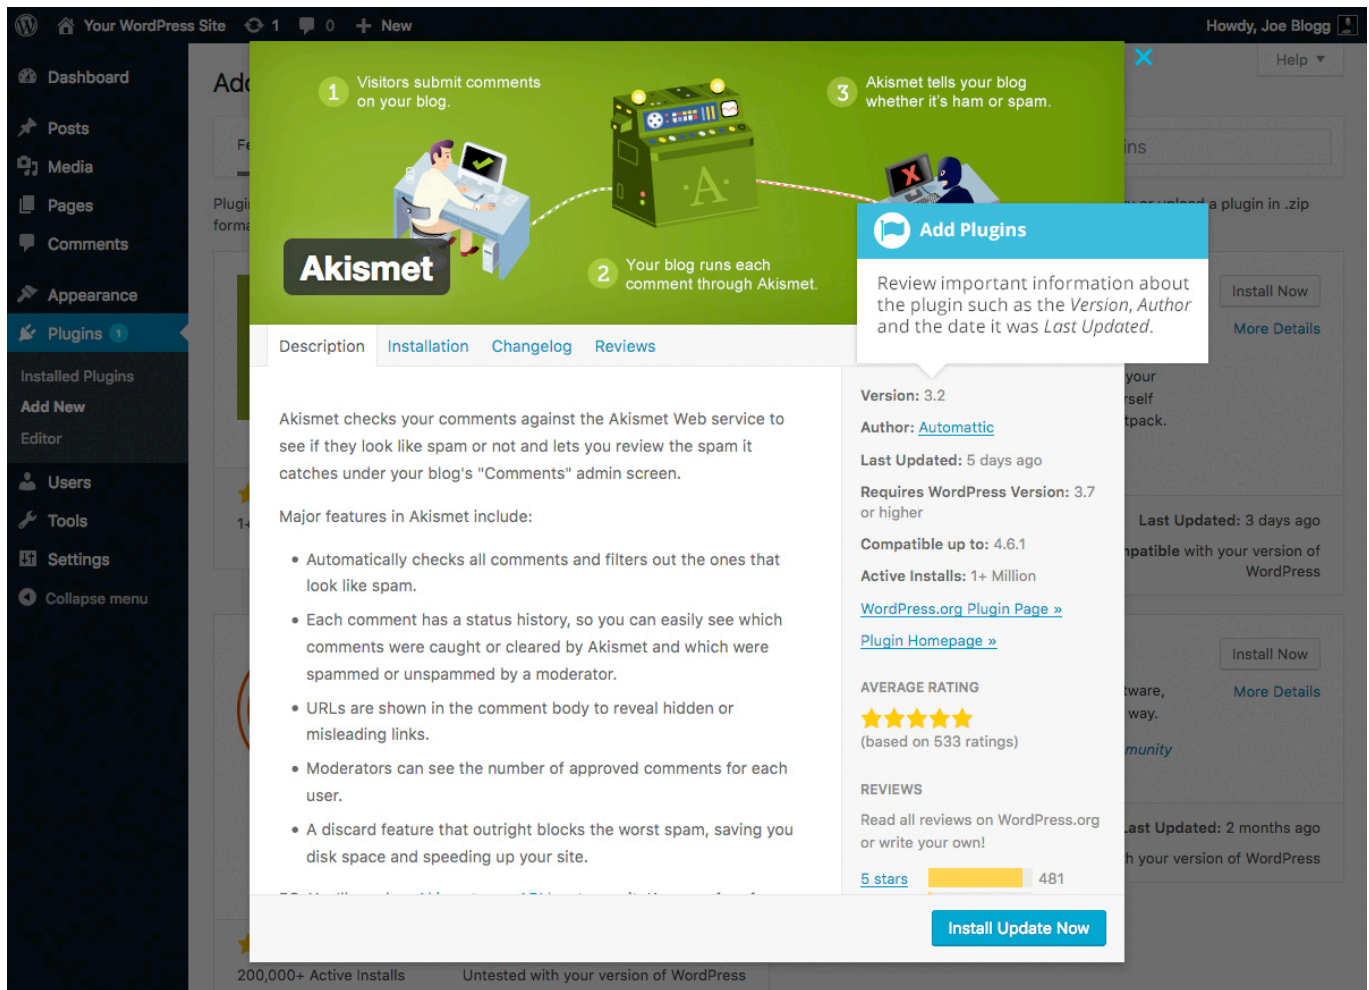 Your WordPress Site
1
0
New
Howdy, Joe Blogg
Help
Dashboard
Posts
Media
Pages
Comments
Appearance
Plugins 1
Installed Plugins
Add New
Editor
Users
Tools
Settings
Collapse menu
1 Visitors submit comments
on your blog.
3 Akismet tells your blog
whether it's ham or spam.
A
2 Your blog runs each
comment through Akismet.
Akismet
Add Plugins
Review important information about
the plugin such as the Version, Author
and the date it was Last Updated.
Description
Installation
Changelog
Reviews
Akismet checks your comments against the Akismet Web service to
see if they look like spam or not and lets you review the spam it
catches under your blog's "Comments" admin screen.
Major features in Akismet include:
• Automatically checks all comments and filters out the ones that
look like spam.
• Each comment has a status history, so you can easily see which
comments were caught or cleared by Akismet and which were
spammed or unspammed by a moderator.
• URLs are shown in the comment body to reveal hidden or
misleading links.
• Moderators can see the number of approved comments for each
user.
• A discard feature that outright blocks the worst spam, saving you
disk space and speeding up your site.
Version: 3.2
Author: Automattic
Last Updated: 5 days ago
Requires WordPress Version: 3.7
or higher
Compatible up to: 4.6.1
Active Installs: 1+ Million
WordPress.org Plugin Page »
Plugin Homepage »
AVERAGE RATING
(based on 533 ratings)
REVIEWS
Read all reviews on WordPress.org
or write your own!
5 stars 481
Install Update Now
a plugin in .zip
Install Now
More Details
your
Last Updated: 3 days ago
with your version of
WordPress
Install Now
More Details
way.
Last Updated: 2 months ago
your version of WordPress
200,000+ Active Installs
Untested with your version of WordPress